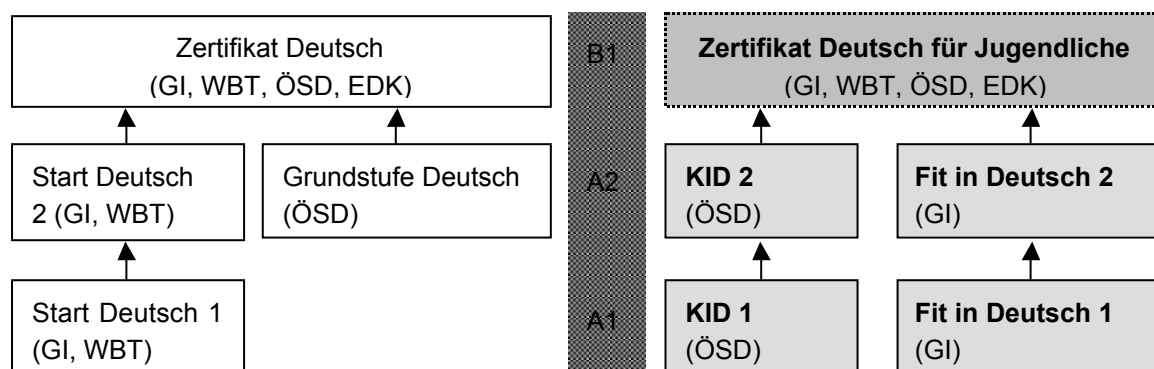 Zertifikat Deutsch
(GI, WBT, ÖSD, EDK)
B1
Zertifikat Deutsch für Jugendliche
(GI, WBT, ÖSD, EDK)
Start Deutsch
2 (GI, WBT)
Grundstufe Deutsch
(ÖSD)
A2
KID 2
(ÖSD)
Fit in Deutsch 2
(GI)
Start Deutsch 1
(GI, WBT)
A1
KID 1
(ÖSD)
Fit in Deutsch 1
(GI)